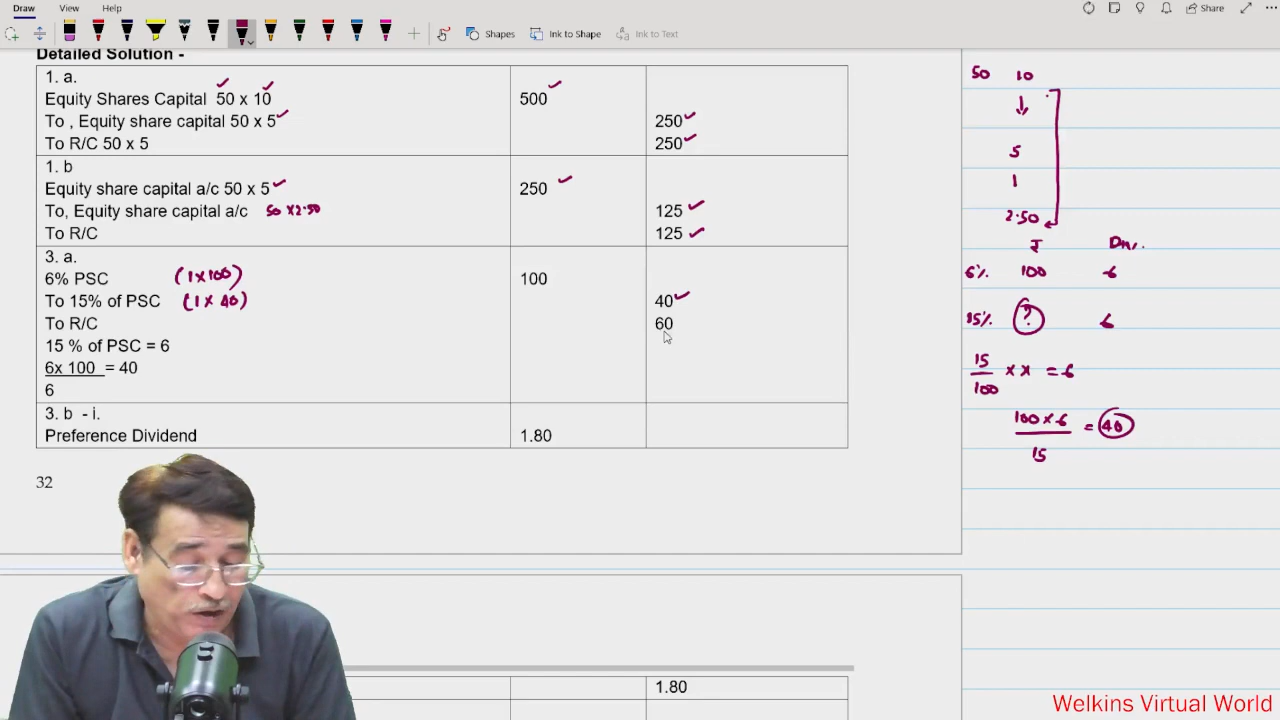 Draw View Help
Share
Shapes Ink to Shape Ink to Text
Detailed Solution -
1. a.
Equity Shares Capital 50 x 10 500
To , Equity share capital 50 x 5 250
To R/C 50 x 5 250
1. b
Equity share capital a/c 50 x 5 250
To, Equity share capital a/c 50 x 2.50 125
To R/C 125
3. a.
6% PSC (1x100) 100
To 15% of PSC (1 x 40) 40
To R/C 60
15 % of PSC = 6
6x 100 = 40
6
3. b - i.
Preference Dividend 1.80
32
1.80
50 10
5
1
2.50
₹ Div.
6% 100 6
15% ? 6
15
100 x x = 6
100 x 6 = 40
15
Welkins Virtual World